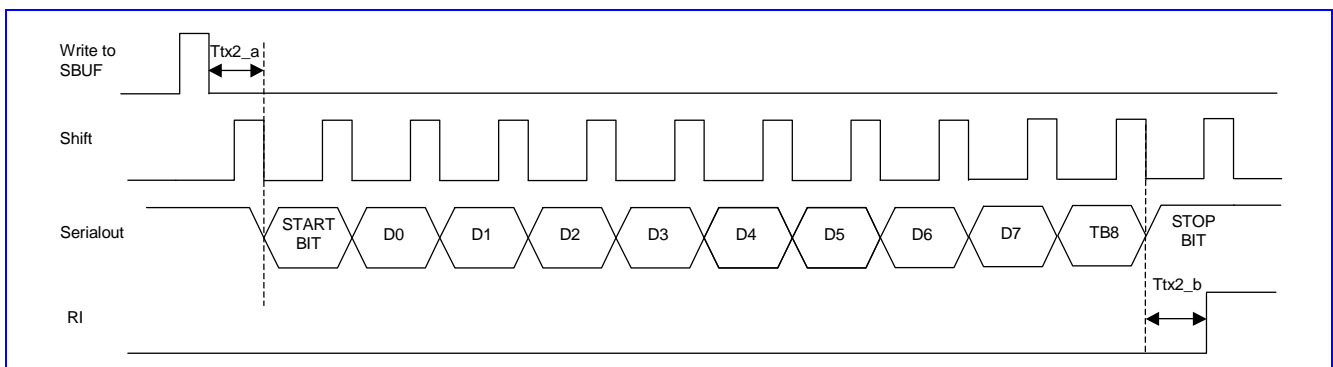 Write to
SBUF
Ttx2_a
Shift
Serialout
START
BIT
D0
D1
D2
D3
D4
D5
D6
D7
TB8
STOP
BIT
Ttx2_b
RI